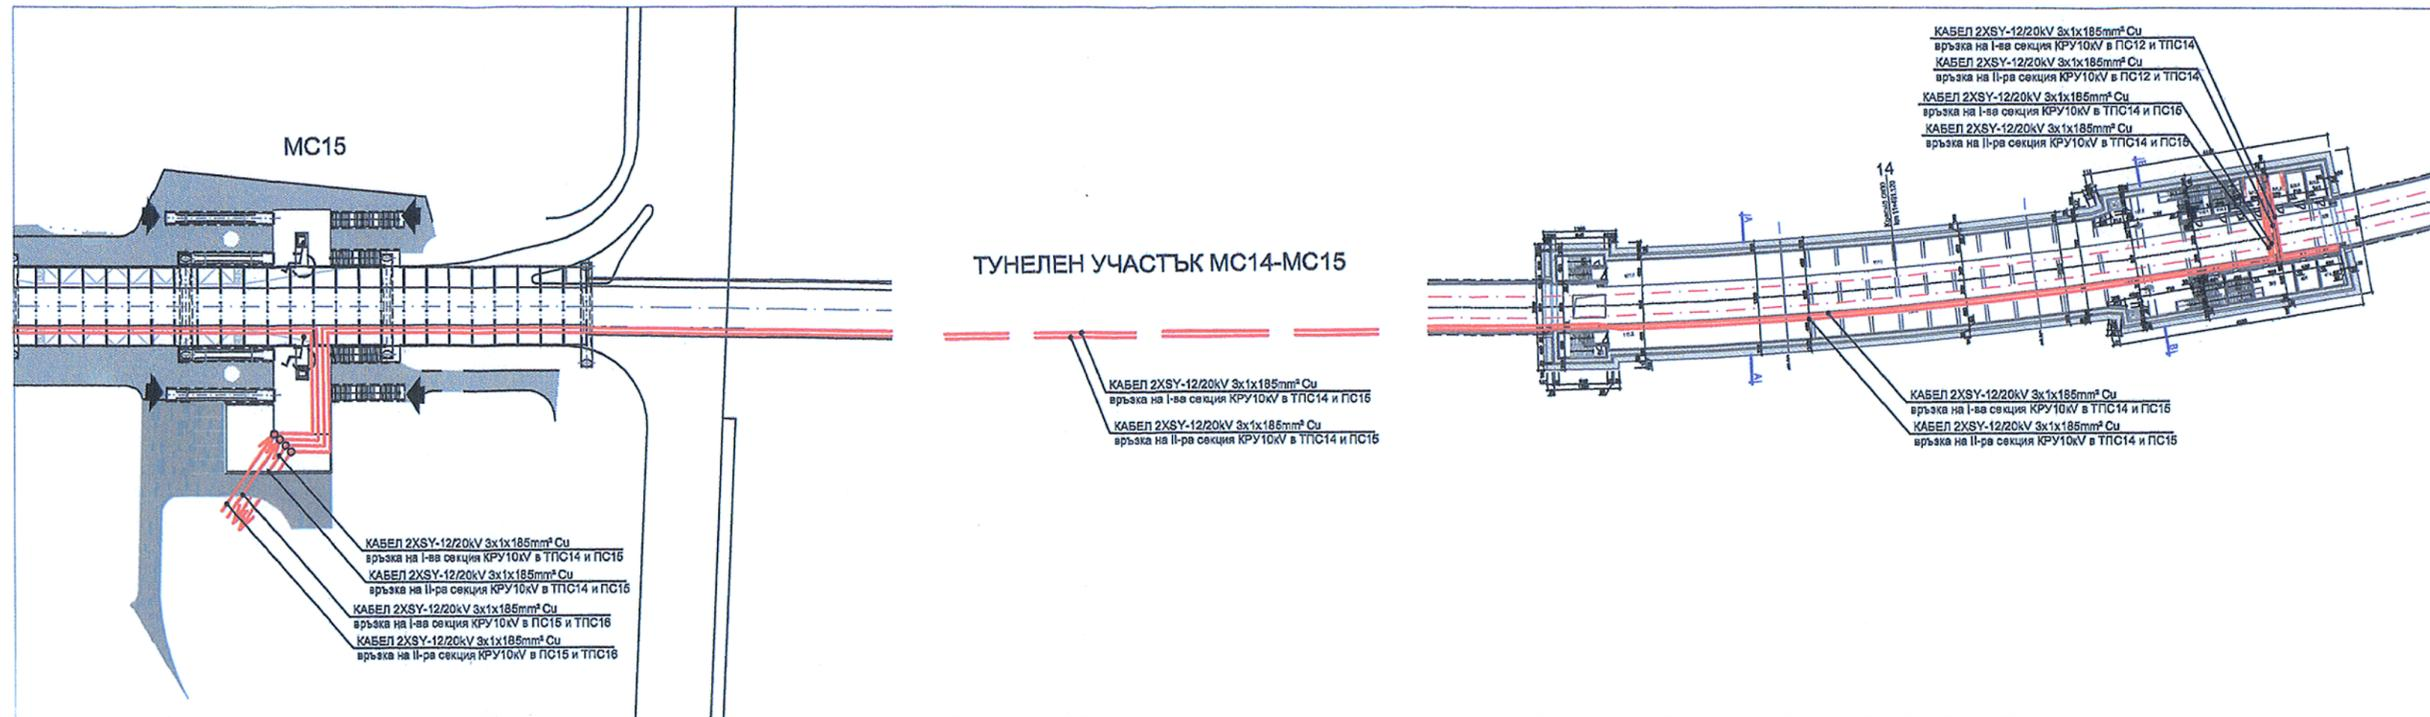 МС15
КАБЕЛ 2XSY-12/20kV 3x1x185mm² Cu
връзка на I-ва секция КРУ10kV в ТПС14 и ПС15
КАБЕЛ 2XSY-12/20kV 3x1x185mm² Cu
връзка на II-ра секция КРУ10kV в ТПС14 и ПС15
КАБЕЛ 2XSY-12/20kV 3x1x185mm² Cu
връзка на I-ва секция КРУ10kV в ПС15 и ТПС16
КАБЕЛ 2XSY-12/20kV 3x1x185mm² Cu
връзка на II-ра секция КРУ10kV в ПС15 и ТПС16
ТУНЕЛЕН УЧАСТЪК МС14-МС15
КАБЕЛ 2XSY-12/20kV 3x1x185mm² Cu
връзка на I-ва секция КРУ10kV в ТПС14 и ПС15
КАБЕЛ 2XSY-12/20kV 3x1x185mm² Cu
връзка на II-ра секция КРУ10kV в ТПС14 и ПС15
КАБЕЛ 2XSY-12/20kV 3x1x185mm² Cu
връзка на I-ва секция КРУ10kV в ПС12 и ТПС14
КАБЕЛ 2XSY-12/20kV 3x1x185mm² Cu
връзка на II-ра секция КРУ10kV в ПС12 и ТПС14
КАБЕЛ 2XSY-12/20kV 3x1x185mm² Cu
връзка на I-ва секция КРУ10kV в ТПС14 и ПС15
КАБЕЛ 2XSY-12/20kV 3x1x185mm² Cu
връзка на II-ра секция КРУ10kV в ТПС14 и ПС15
14
КАБЕЛ 2XSY-12/20kV 3x1x185mm² Cu
връзка на I-ва секция КРУ10kV в ТПС14 и ПС15
КАБЕЛ 2XSY-12/20kV 3x1x185mm² Cu
връзка на II-ра секция КРУ10kV в ТПС14 и ПС15